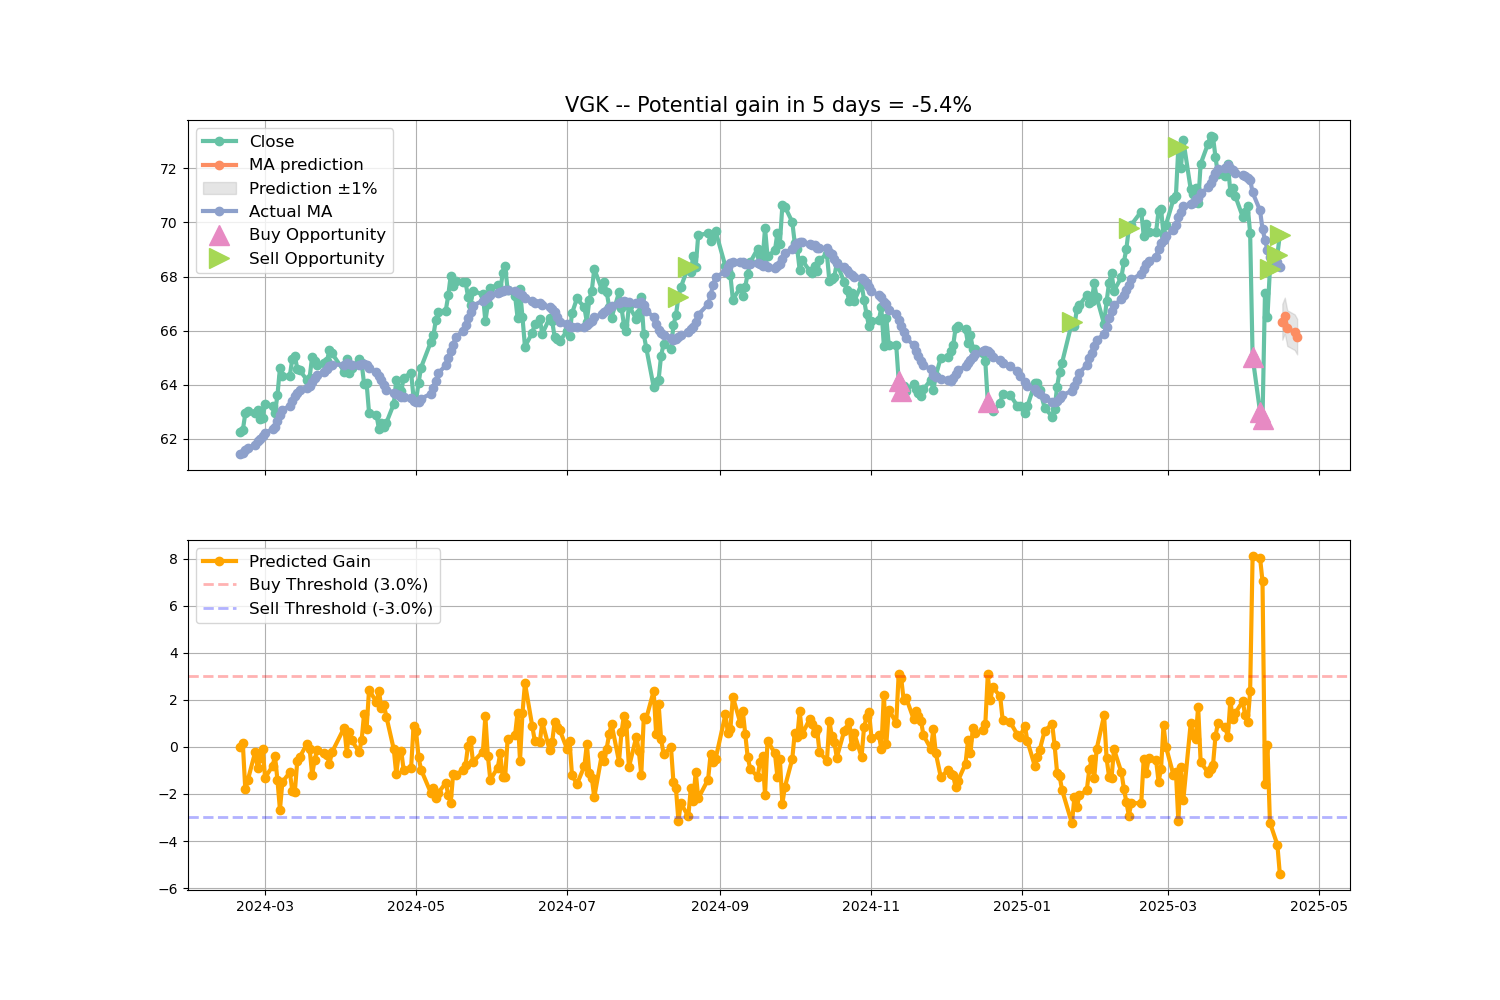 VGK -- Potential gain in 5 days = -5.4%
Close
MA prediction
Prediction ±1%
Actual MA
Buy Opportunity
Sell Opportunity
72
70
68
66
64
62
Predicted Gain
Buy Threshold (3.0%)
Sell Threshold (-3.0%)
8
6
4
2
0
−2
−4
−6
2024-03 2024-05 2024-07 2024-09 2024-11 2025-01 2025-03 2025-05